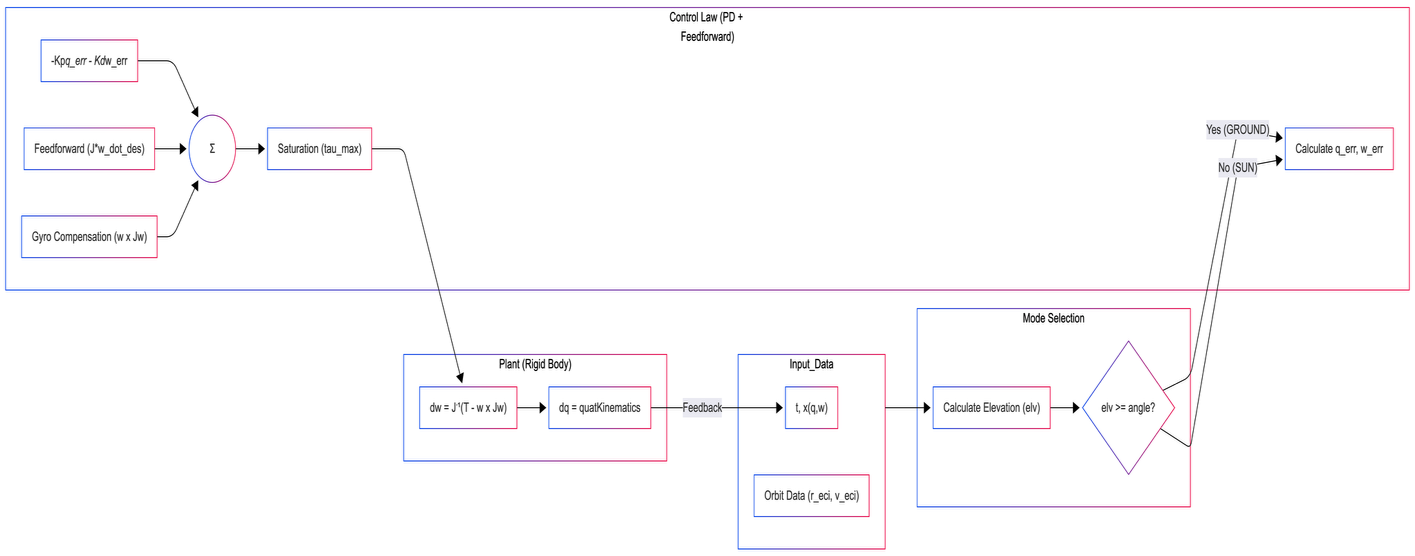 Control Law (PD +
Feedforward)
-Kpq_err - Kdw_err
Feedforward (J*w_dot_des)
Σ
Saturation (tau_max)
Gyro Compensation (w x Jw)
Yes (GROUND)
No (SUN)
Calculate q_err, w_err
Plant (Rigid Body)
dw = J¹(T - w x Jw)
dq = quatKinematics
Feedback
Input_Data
t, x(q,w)
Orbit Data (r_eci, v_eci)
Mode Selection
Calculate Elevation (elv)
elv >= angle?